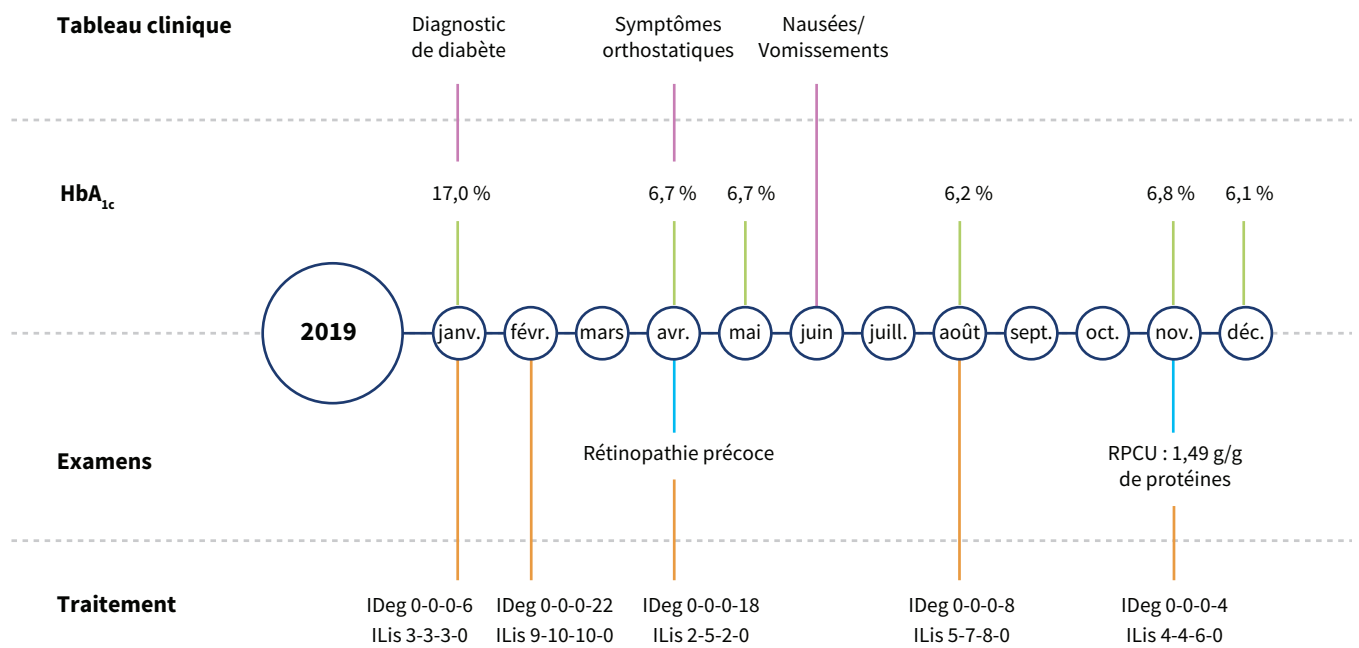 Tableau clinique
Diagnostic
de diabète
Symptômes
orthostatiques
Nausées/
Vomissements
HbA1c
17,0 %
6,7 %
6,7 %
6,2 %
6,8 %
6,1 %
2019
janv.
févr.
mars
avr.
mai
juin
juill.
août
sept.
oct.
nov.
déc.
Examens
Rétinopathie précoce
RPCU : 1,49 g/g
de protéines
Traitement
IDeg 0-0-0-6
ILis 3-3-3-0
IDeg 0-0-0-22
ILis 9-10-10-0
IDeg 0-0-0-18
ILis 2-5-2-0
IDeg 0-0-0-8
ILis 5-7-8-0
IDeg 0-0-0-4
ILis 4-4-6-0